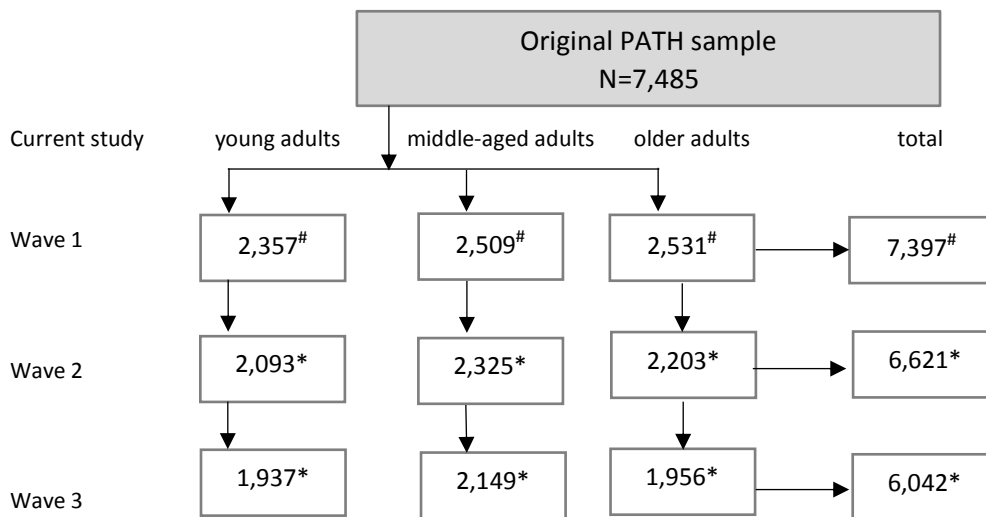 Original PATH sample
N=7,485
Current study young adults middle-aged adults older adults total
Wave 1 2,357# 2,509# 2,531# 7,397#
Wave 2 2,093* 2,325* 2,203* 6,621*
Wave 3 1,937* 2,149* 1,956* 6,042*